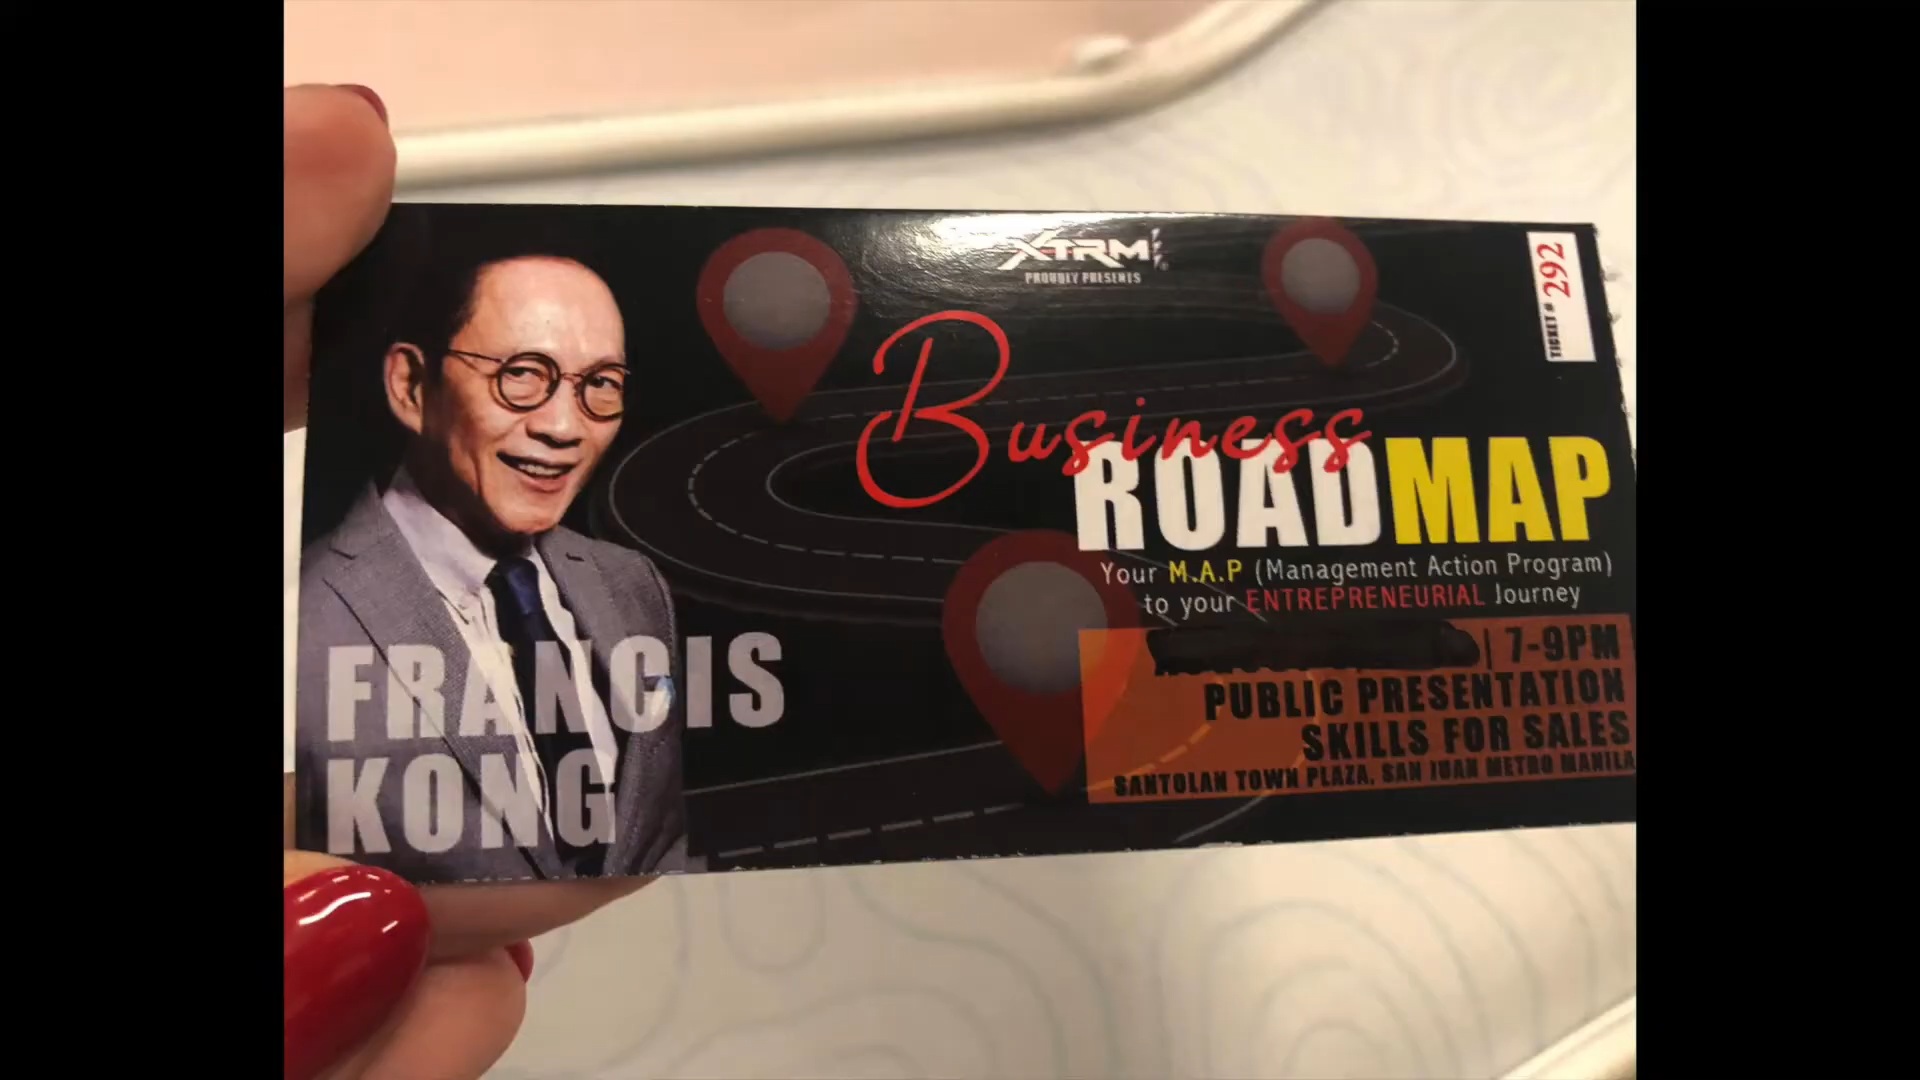 XTRM
PROUDLY PRESENTS
TICKET # 292
Business
ROADMAP
Your M.A.P (Management Action Program)
to your ENTREPRENEURIAL Journey
| 7-9PM
PUBLIC PRESENTATION
SKILLS FOR SALES
SANTOLAN TOWN PLAZA, SAN JUAN METRO MANILA
FRANCIS
KONG